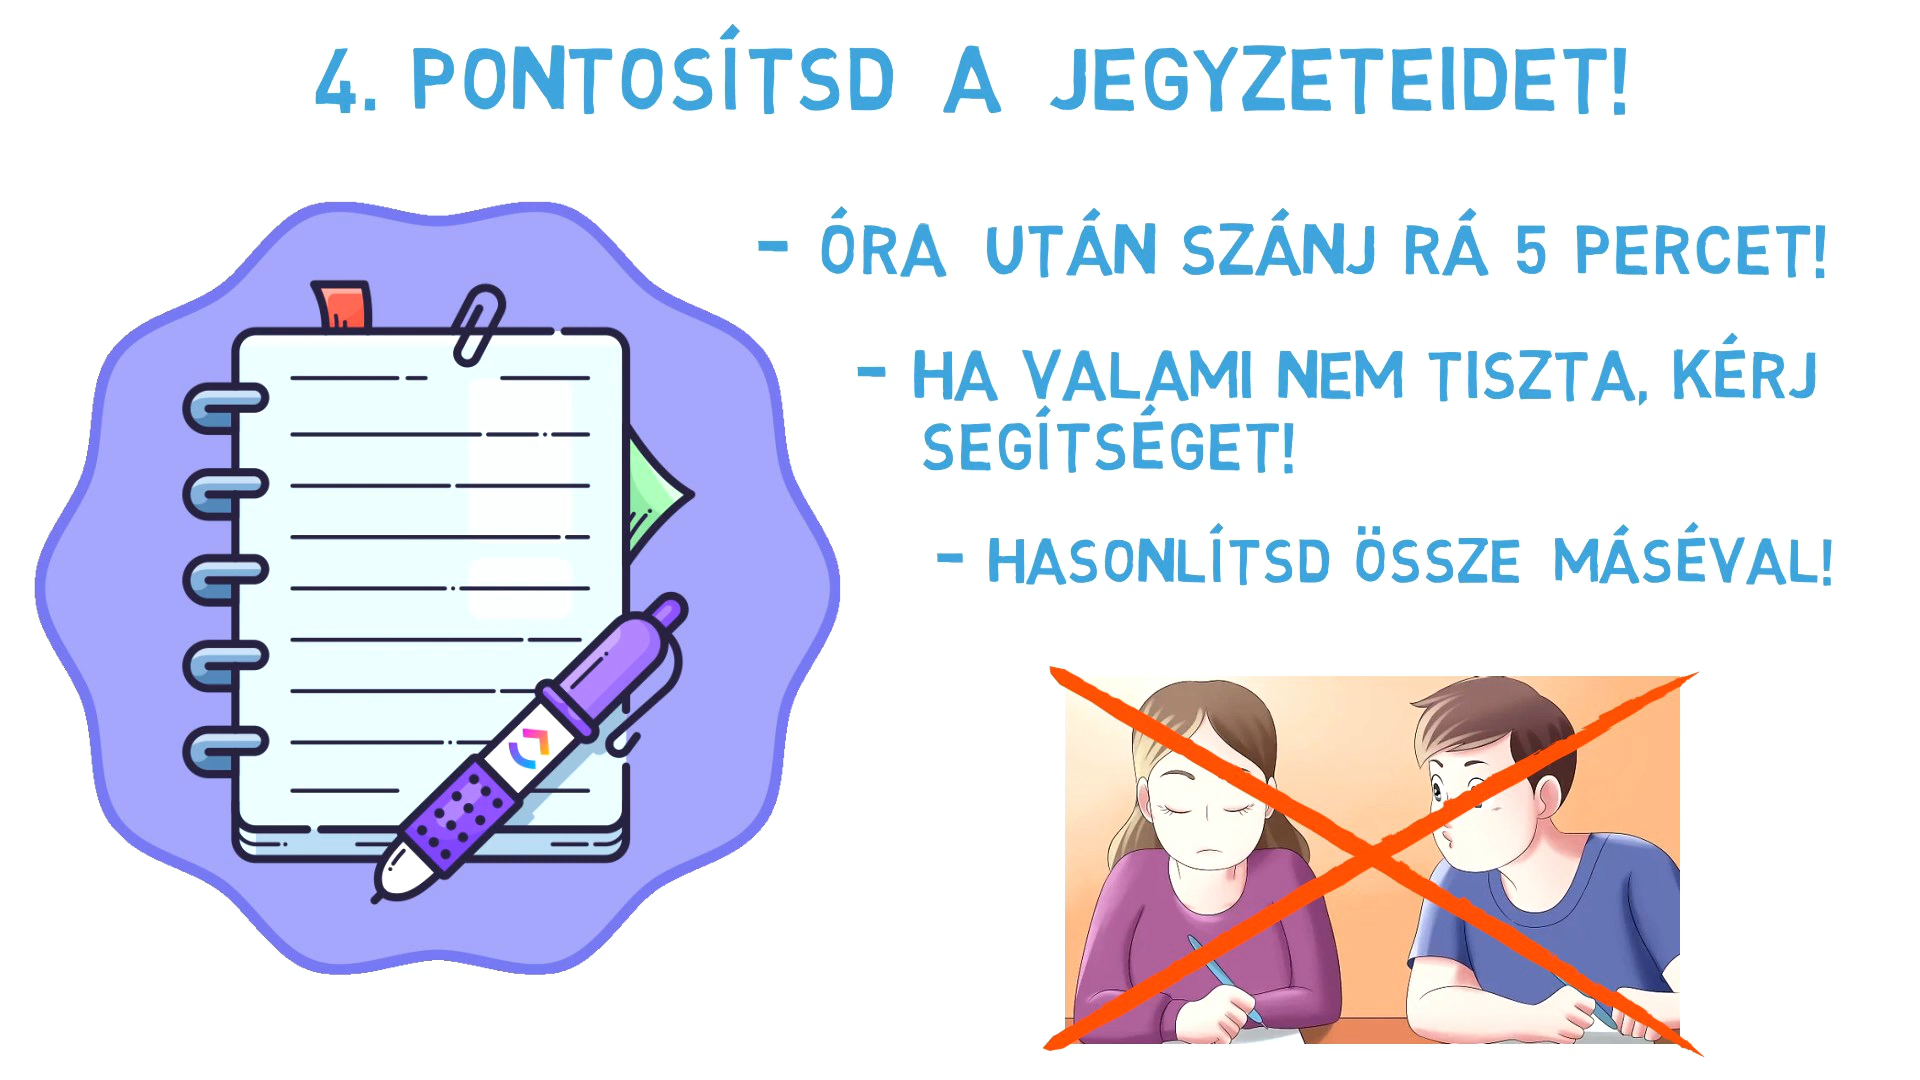 4. PONTOSÍTSD A JEGYZETEIDET!
- ÓRA UTÁN SZÁNJ RÁ 5 PERCET!
- HA VALAMI NEM TISZTA, KÉRJ
SEGÍTSÉGET!
- HASONLÍTSD ÖSSZE MÁSÉVAL!